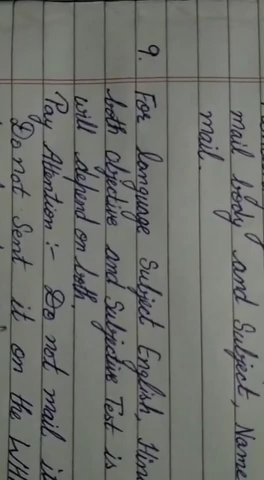 mail body and Subject, Name
mail.
9. For language Subject English, Hin
both objective and Subjective Test is
will depend on both.
Pay Attention :- Do not mail it
Do not Sent it on the